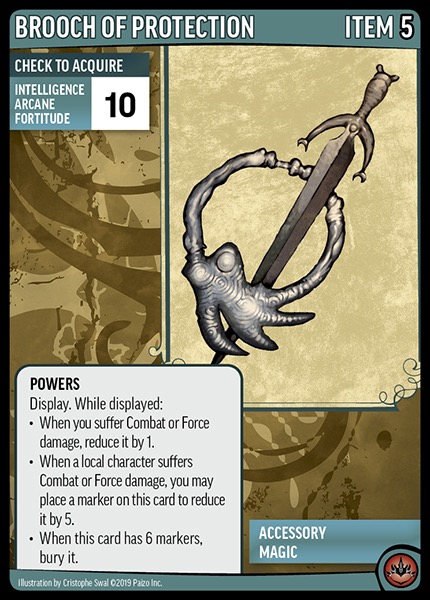 BROOCH OF PROTECTION ITEM 5
CHECK TO ACQUIRE
INTELLIGENCE
ARCANE
FORTITUDE
10
POWERS
Display. While displayed:
• When you suffer Combat or Force
damage, reduce it by 1.
• When a local character suffers
Combat or Force damage, you may
place a marker on this card to reduce
it by 5.
• When this card has 6 markers,
bury it.
ACCESSORY
MAGIC
Illustration by Cristophe Swal ©2019 Paizo Inc.